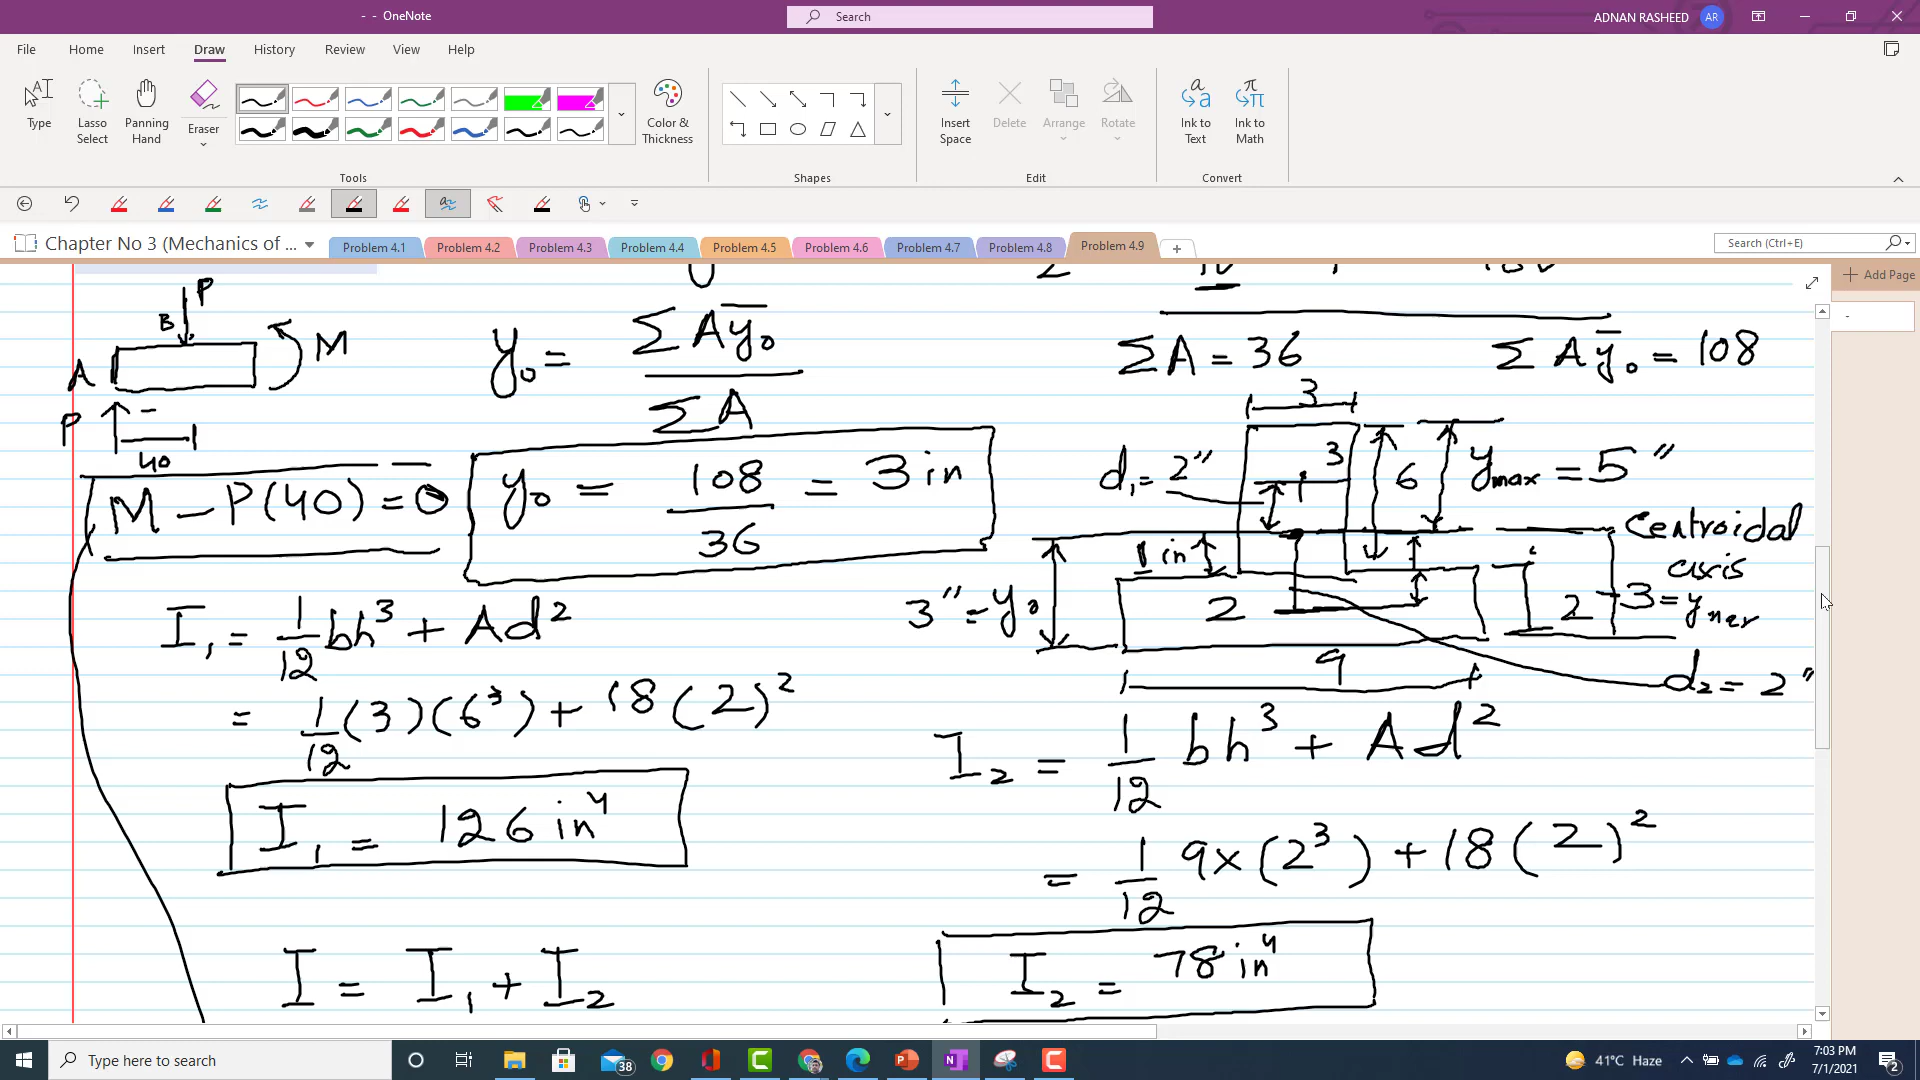 - - OneNote
Search
ADNAN RASHEED AR
File Home Insert Draw History Review View Help
Type
Lasso Select
Panning Hand
Eraser
Color & Thickness
Insert Space
Delete
Arrange
Rotate
Ink to Text
Ink to Math
Tools Shapes Edit Convert
Chapter No 3 (Mechanics of ...
Problem 4.1 Problem 4.2 Problem 4.3 Problem 4.4 Problem 4.5 Problem 4.6 Problem 4.7 Problem 4.8 Problem 4.9 +
Search (Ctrl+E)
Add Page
-
P
B
M
A
P
40
M - P(40) = 0
y₀ = ΣAȳ₀ / ΣA
y₀ = 108/36 = 3 in
ΣA = 36 ΣAȳ₀ = 108
3
d₁ = 2" 3 6 ymax = 5"
Centroidal axis
1 in
3" = y₀ 2 2 3 =
9
d₂ = 2"
I₁ = 1/12 bh³ + Ad²
= 1/12 (3)(6³) + 18(2)²
I₁ = 126 in⁴
I₂ = 1/12 bh³ + Ad²
= 1/12 9x(2³) + 18(2)²
I₂ = 78 in⁴
I = I₁ + I₂
Type here to search
38
41°C Haze
7:03 PM
7/1/2021
2